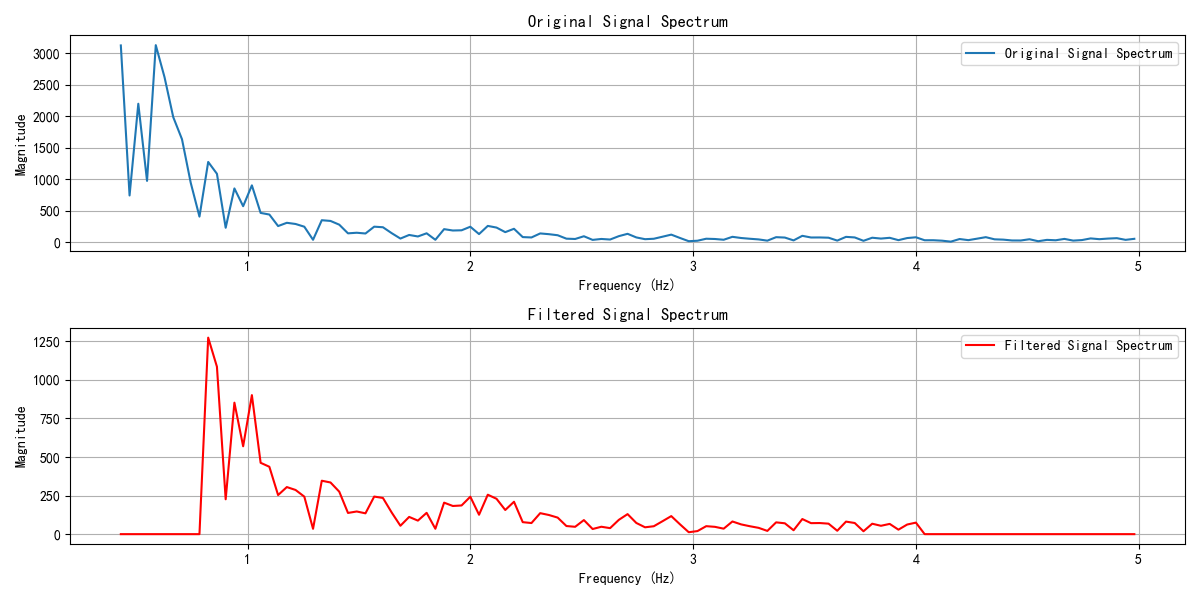 Original Signal Spectrum
Original Signal Spectrum
3000
2500
2000
1500
1000
500
0
Magnitude
1 2 3 4 5
Frequency (Hz)
Filtered Signal Spectrum
Filtered Signal Spectrum
1250
1000
750
500
250
0
Magnitude
1 2 3 4 5
Frequency (Hz)